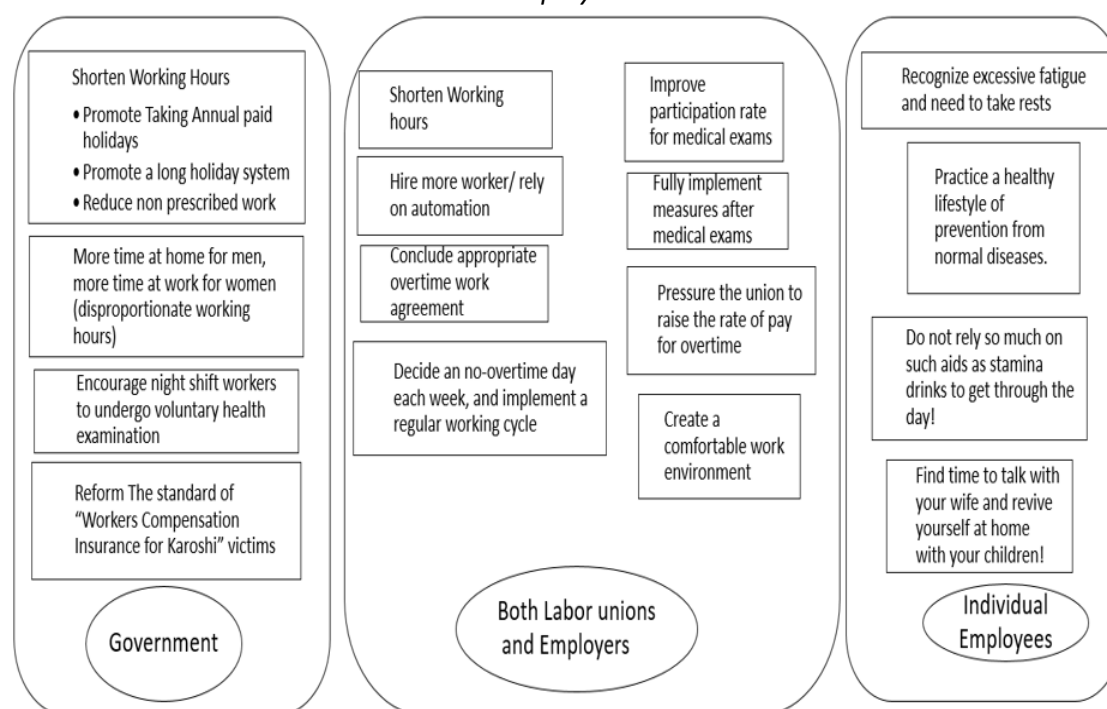 Shorten Working Hours
• Promote Taking Annual paid
holidays
• Promote a long holiday system
• Reduce non prescribed work
More time at home for men,
more time at work for women
(disproportionate working
hours)
Encourage night shift workers
to undergo voluntary health
examination
Reform The standard of
“Workers Compensation
Insurance for Karoshi” victims
Government
Shorten Working
hours
Hire more worker/ rely
on automation
Conclude appropriate
overtime work
agreement
Decide an no-overtime day
each week, and implement a
regular working cycle
Improve
participation rate
for medical exams
Fully implement
measures after
medical exams
Pressure the union to
raise the rate of pay
for overtime
Create a
comfortable work
environment
Both Labor unions
and Employers
Recognize excessive fatigue
and need to take rests
Practice a healthy
lifestyle of
prevention from
normal diseases.
Do not rely so much on
such aids as stamina
drinks to get through the
day!
Find time to talk with
your wife and revive
yourself at home
with your children!
Individual
Employees